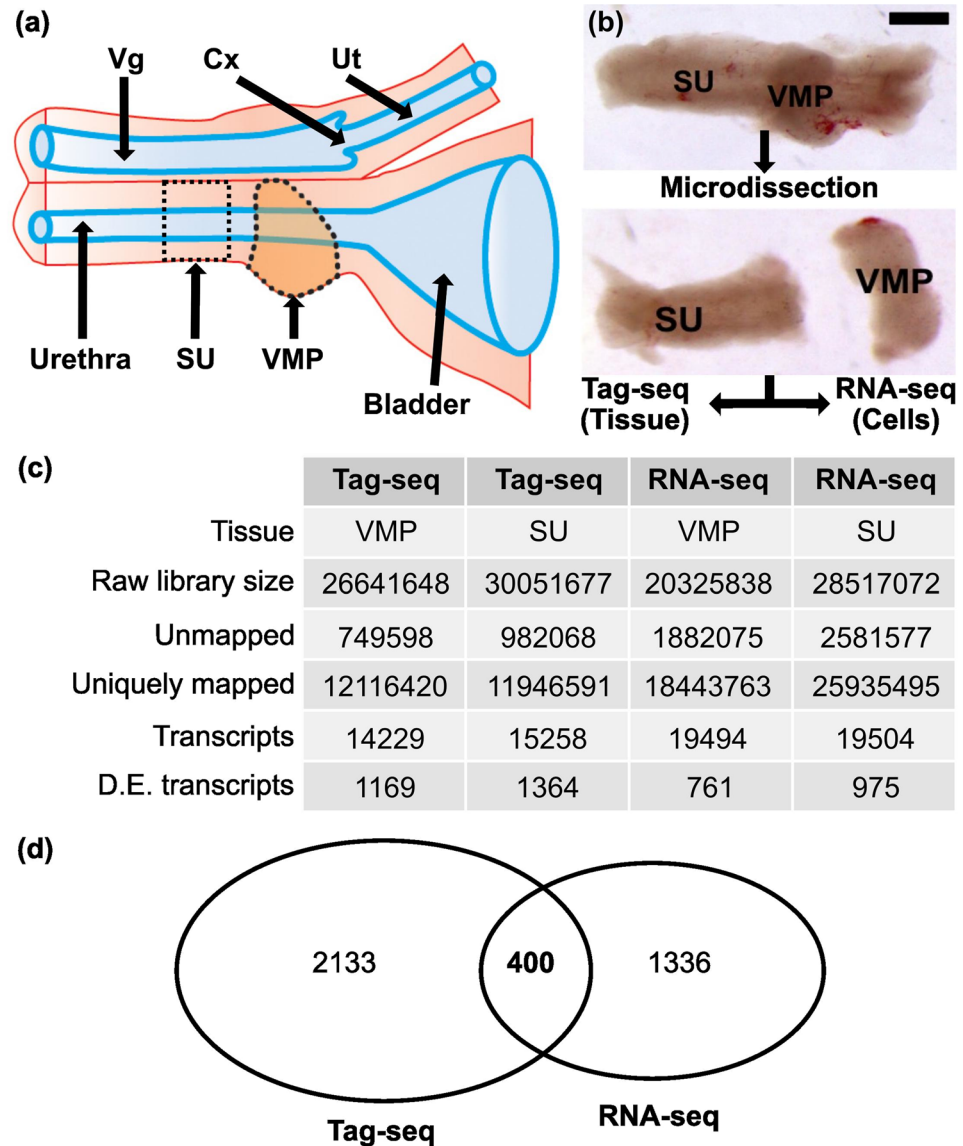 (a)
Vg
Cx
Ut
Urethra
SU
VMP
Bladder
(b)
SU
VMP
Microdissection
SU
VMP
Tag-seq
(Tissue)
RNA-seq
(Cells)
(c)
Tag-seq Tag-seq RNA-seq RNA-seq
Tissue VMP SU VMP SU
Raw library size 26641648 30051677 20325838 28517072
Unmapped 749598 982068 1882075 2581577
Uniquely mapped 12116420 11946591 18443763 25935495
Transcripts 14229 15258 19494 19504
D.E. transcripts 1169 1364 761 975
(d)
2133 400 1336
Tag-seq
RNA-seq